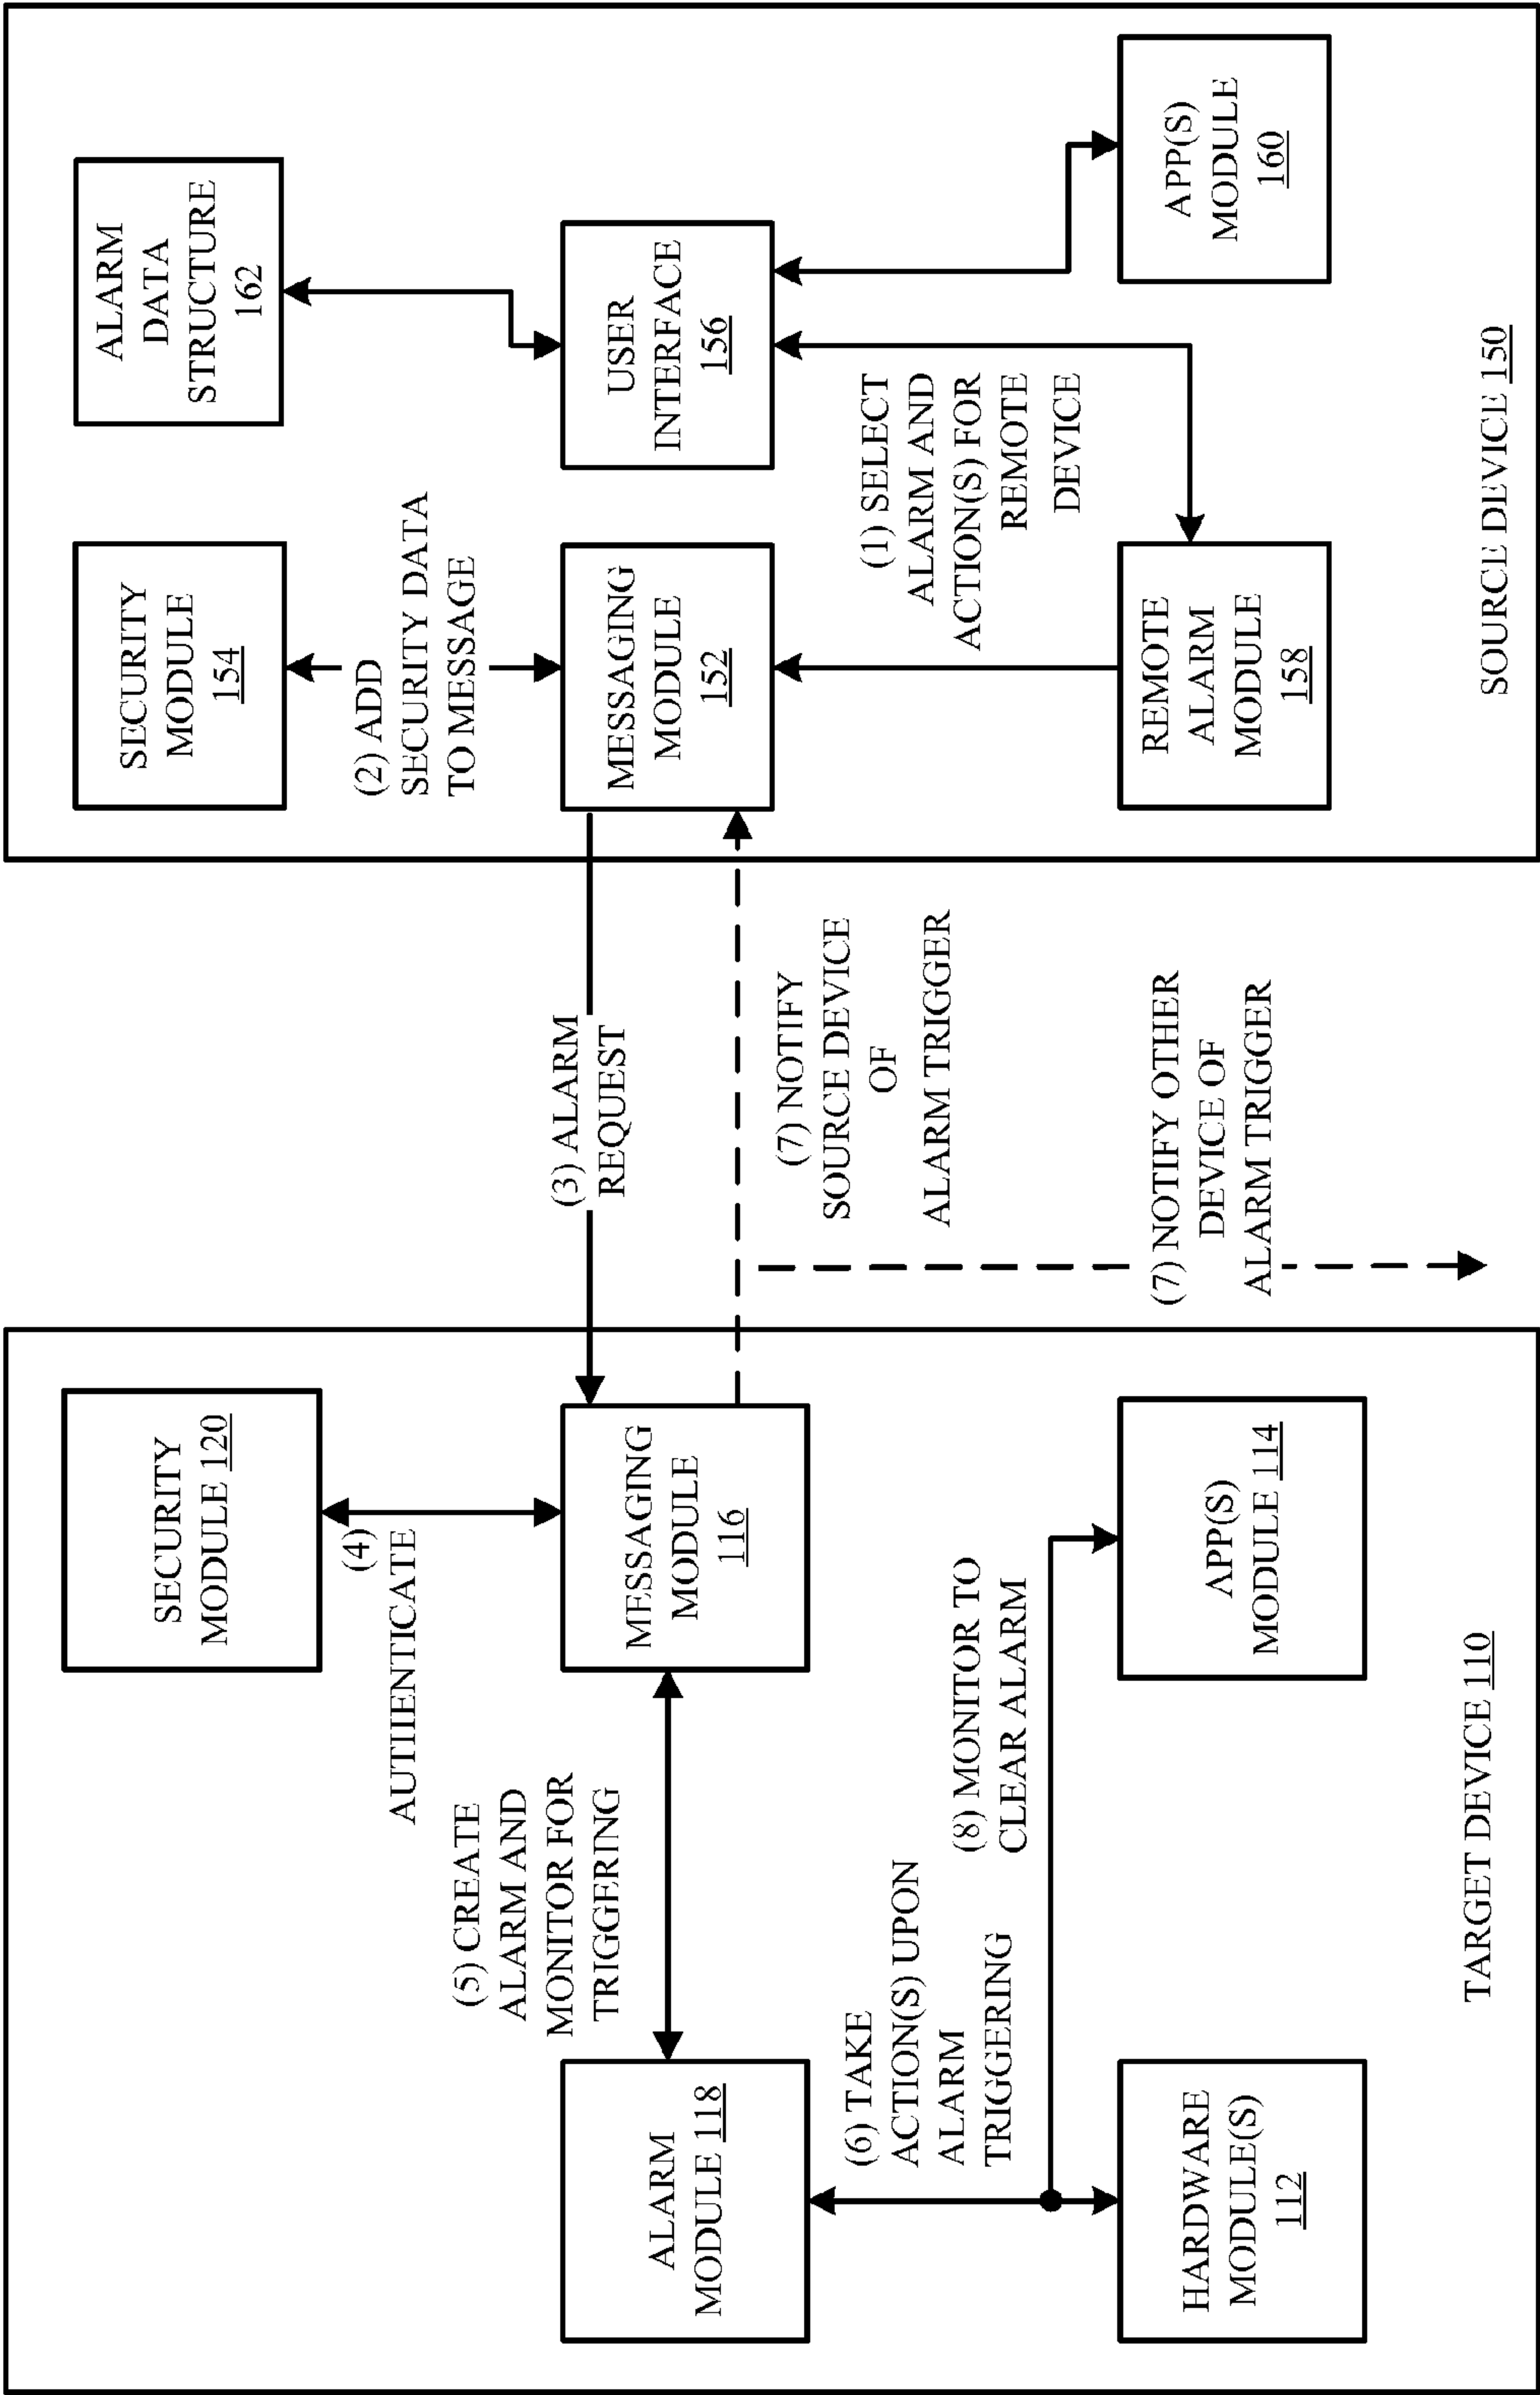 SECURITY
MODULE 120
(4)
AUTHENTICATE
MESSAGING
MODULE
116
(5) CREATE
ALARM AND
MONITOR FOR
TRIGGERING
ALARM
MODULE 118
(6) TAKE
ACTION(S) UPON
ALARM
TRIGGERING
(8) MONITOR TO
CLEAR ALARM
HARDWARE
MODULE(S)
112
APP(S)
MODULE 114
TARGET DEVICE 110
(3) ALARM
REQUEST
(7) NOTIFY
SOURCE DEVICE
OF
ALARM TRIGGER
(7) NOTIFY OTHER
DEVICE OF
ALARM TRIGGER
SECURITY
MODULE
154
ALARM
DATA
STRUCTURE
162
(2) ADD
SECURITY DATA
TO MESSAGE
MESSAGING
MODULE
152
USER
INTERFACE
156
(1) SELECT
ALARM AND
ACTION(S) FOR
REMOTE
DEVICE
REMOTE
ALARM
MODULE
158
APP(S)
MODULE
160
SOURCE DEVICE 150